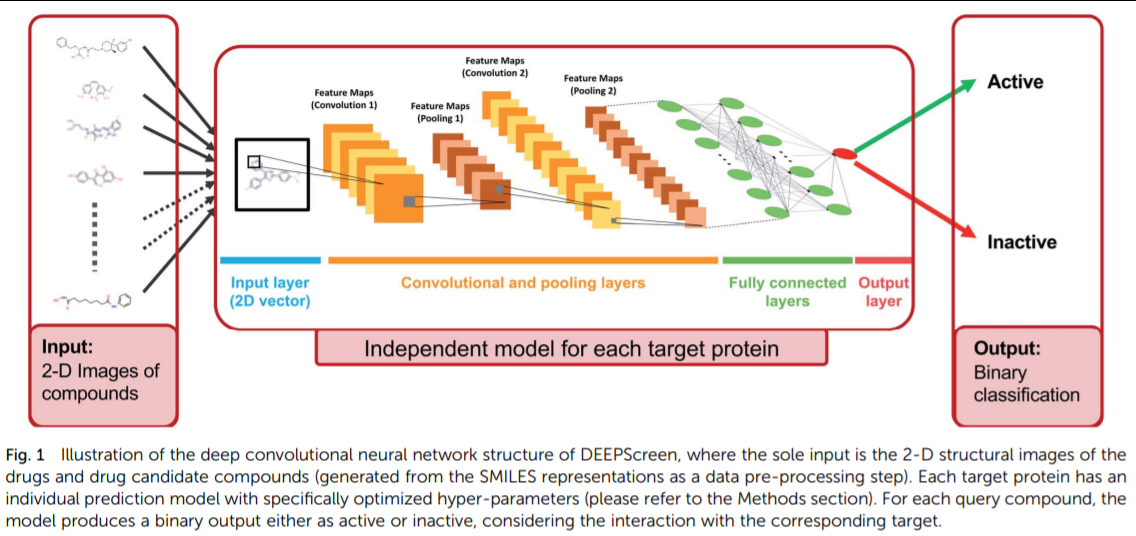 Feature Maps
(Convolution 1)
Feature Maps
(Pooling 1)
Feature Maps
(Convolution 2)
Feature Maps
(Pooling 2)
Active
Inactive
Input layer
(2D vector)
Convolutional and pooling layers
Fully connected
layers
Output
layer
Input:
2-D Images of
compounds
Independent model for each target protein
Output:
Binary
classification
Fig. 1 Illustration of the deep convolutional neural network structure of DEEPScreen, where the sole input is the 2-D structural images of the
drugs and drug candidate compounds (generated from the SMILES representations as a data pre-processing step). Each target protein has an
individual prediction model with specifically optimized hyper-parameters (please refer to the Methods section). For each query compound, the
model produces a binary output either as active or inactive, considering the interaction with the corresponding target.